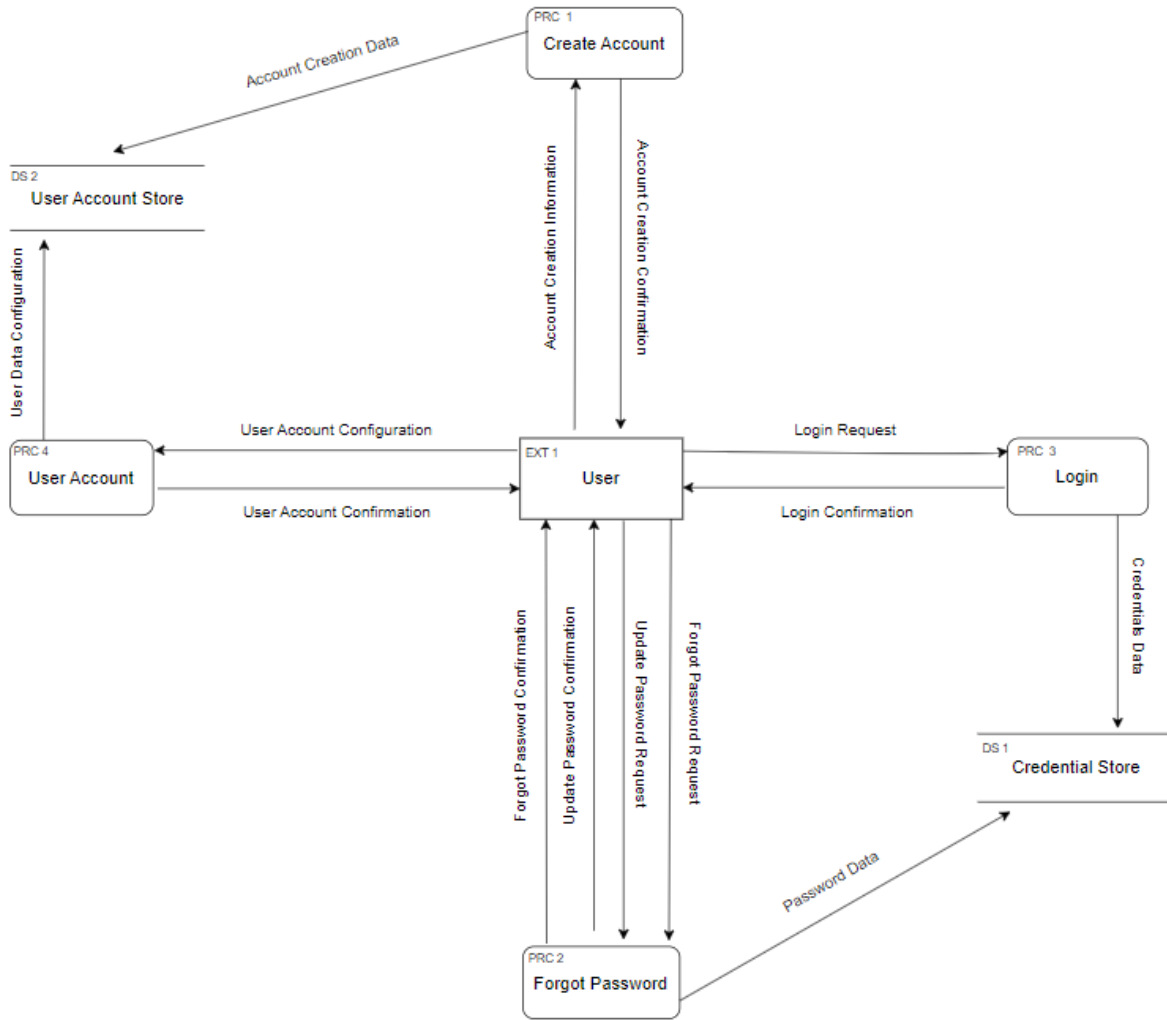 PRC 1
Create Account
Account Creation Data
Account Creation Information
Account Creation Confirmation
DS 2
User Account Store
User Data Configuration
User Account Configuration
Login Request
PRC 4
User Account
EXT 1
User
PRC 3
Login
User Account Confirmation
Login Confirmation
Forgot Password Confirmation
Update Password Confirmation
Update Password Request
Forgot Password Request
Credentials Data
DS 1
Credential Store
Password Data
PRC 2
Forgot Password